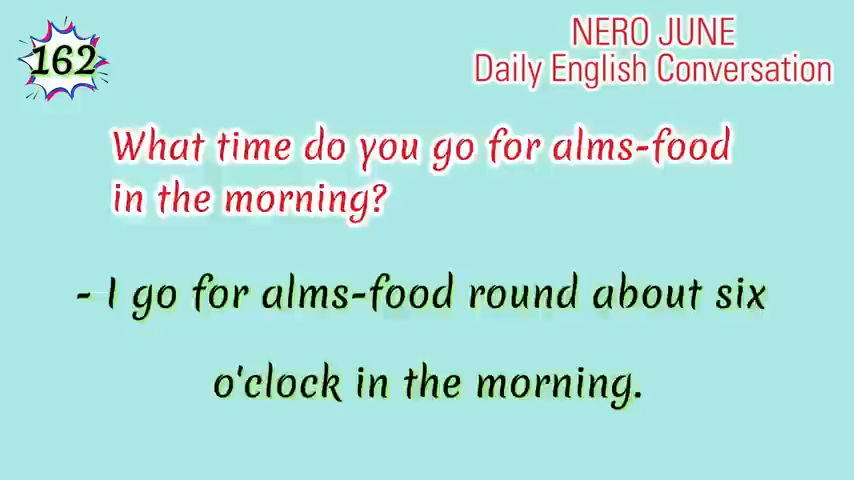 162
NERO JUNE
Daily English Conversation
What time do you go for alms-food
in the morning?
- I go for alms-food round about six
o'clock in the morning.